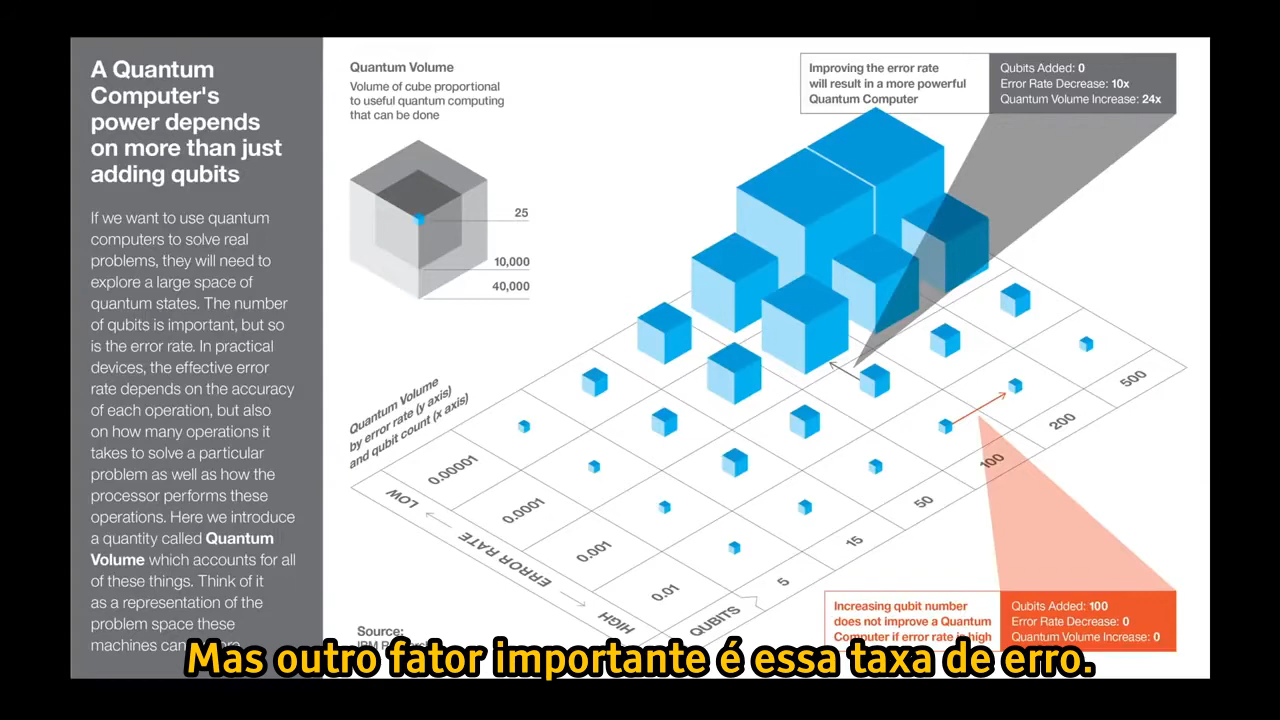 A Quantum
Computer's
power depends
on more than just
adding qubits
If we want to use quantum
computers to solve real
problems, they will need to
explore a large space of
quantum states. The number
of qubits is important, but so
is the error rate. In practical
devices, the effective error
rate depends on the accuracy
of each operation, but also
on how many operations it
takes to solve a particular
problem as well as how the
processor performs these
operations. Here we introduce
a quantity called Quantum
Volume which accounts for all
of these things. Think of it
as a representation of the
problem space these
machines can
Quantum Volume
Volume of cube proportional
to useful quantum computing
that can be done
25
10,000
40,000
Improving the error rate
will result in a more powerful
Quantum Computer
Qubits Added: 0
Error Rate Decrease: 10x
Quantum Volume Increase: 24x
Quantum Volume
by error rate (y axis)
and qubit count (x axis)
0.00001
0.0001
0.001
0.01
LOW
ERROR RATE
HIGH
QUBITS
5
15
50
100
200
500
Increasing qubit number
does not improve a Quantum
Computer if error rate is high
Qubits Added: 100
Error Rate Decrease: 0
Quantum Volume Increase: 0
Source:
Mas outro fator importante é essa taxa de erro.